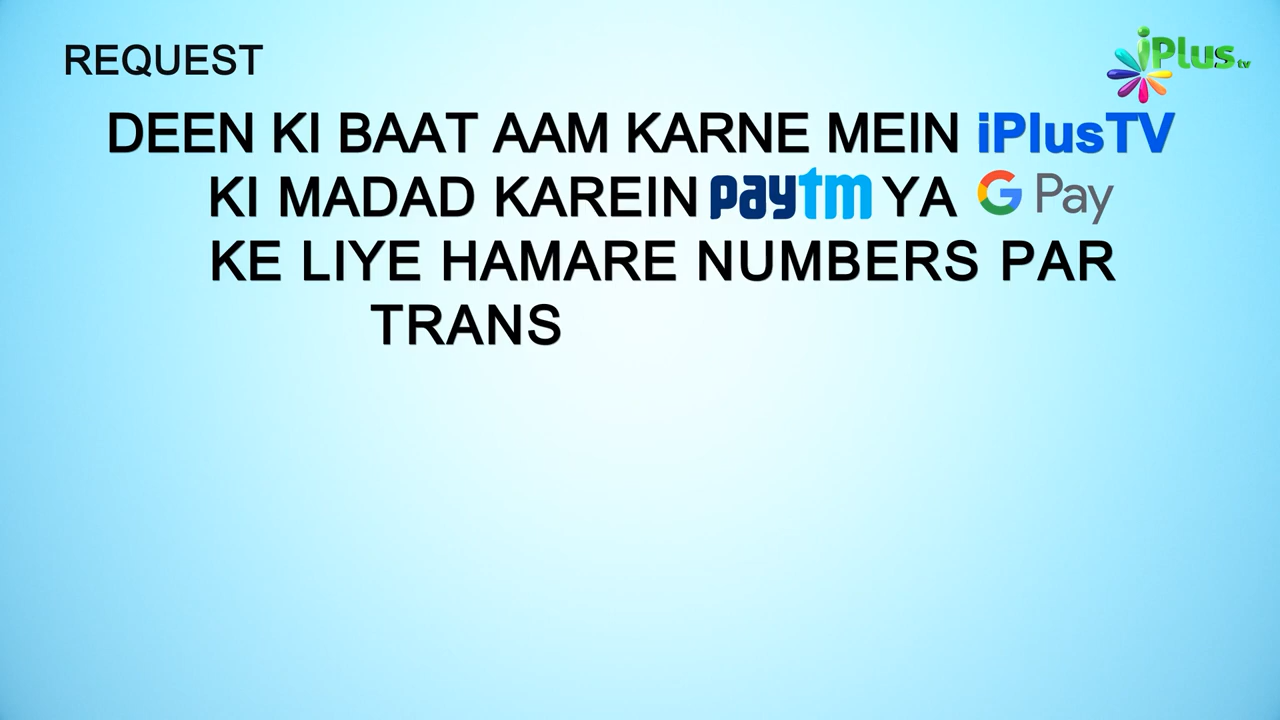 REQUEST
iPlus tv
DEEN KI BAAT AAM KARNE MEIN iPlusTV
KI MADAD KAREIN paytm YA G Pay
KE LIYE HAMARE NUMBERS PAR
TRANS